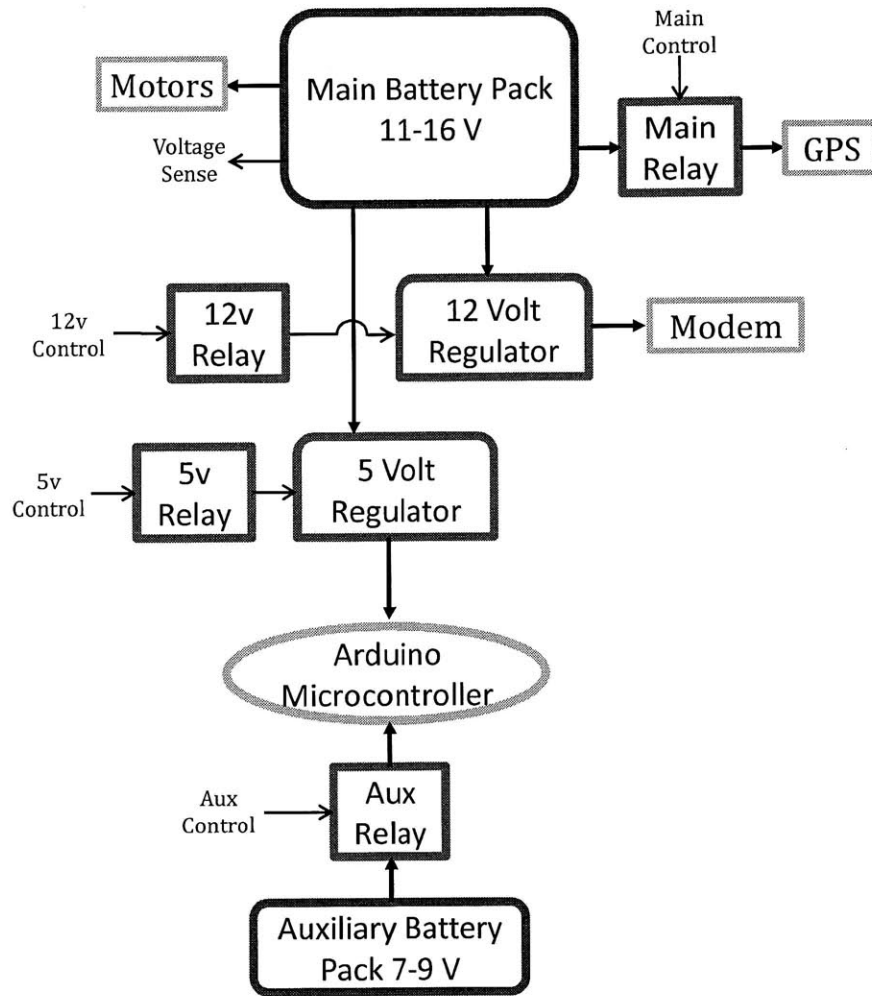 Main
Control
Motors
Main Battery Pack
11-16 V
Voltage
Sense
Main
Relay
GPS
12v
Control
12v
Relay
12 Volt
Regulator
Modem
5v
Control
5v
Relay
5 Volt
Regulator
Arduino
Microcontroller
Aux
Control
Aux
Relay
Auxiliary Battery
Pack 7-9 V